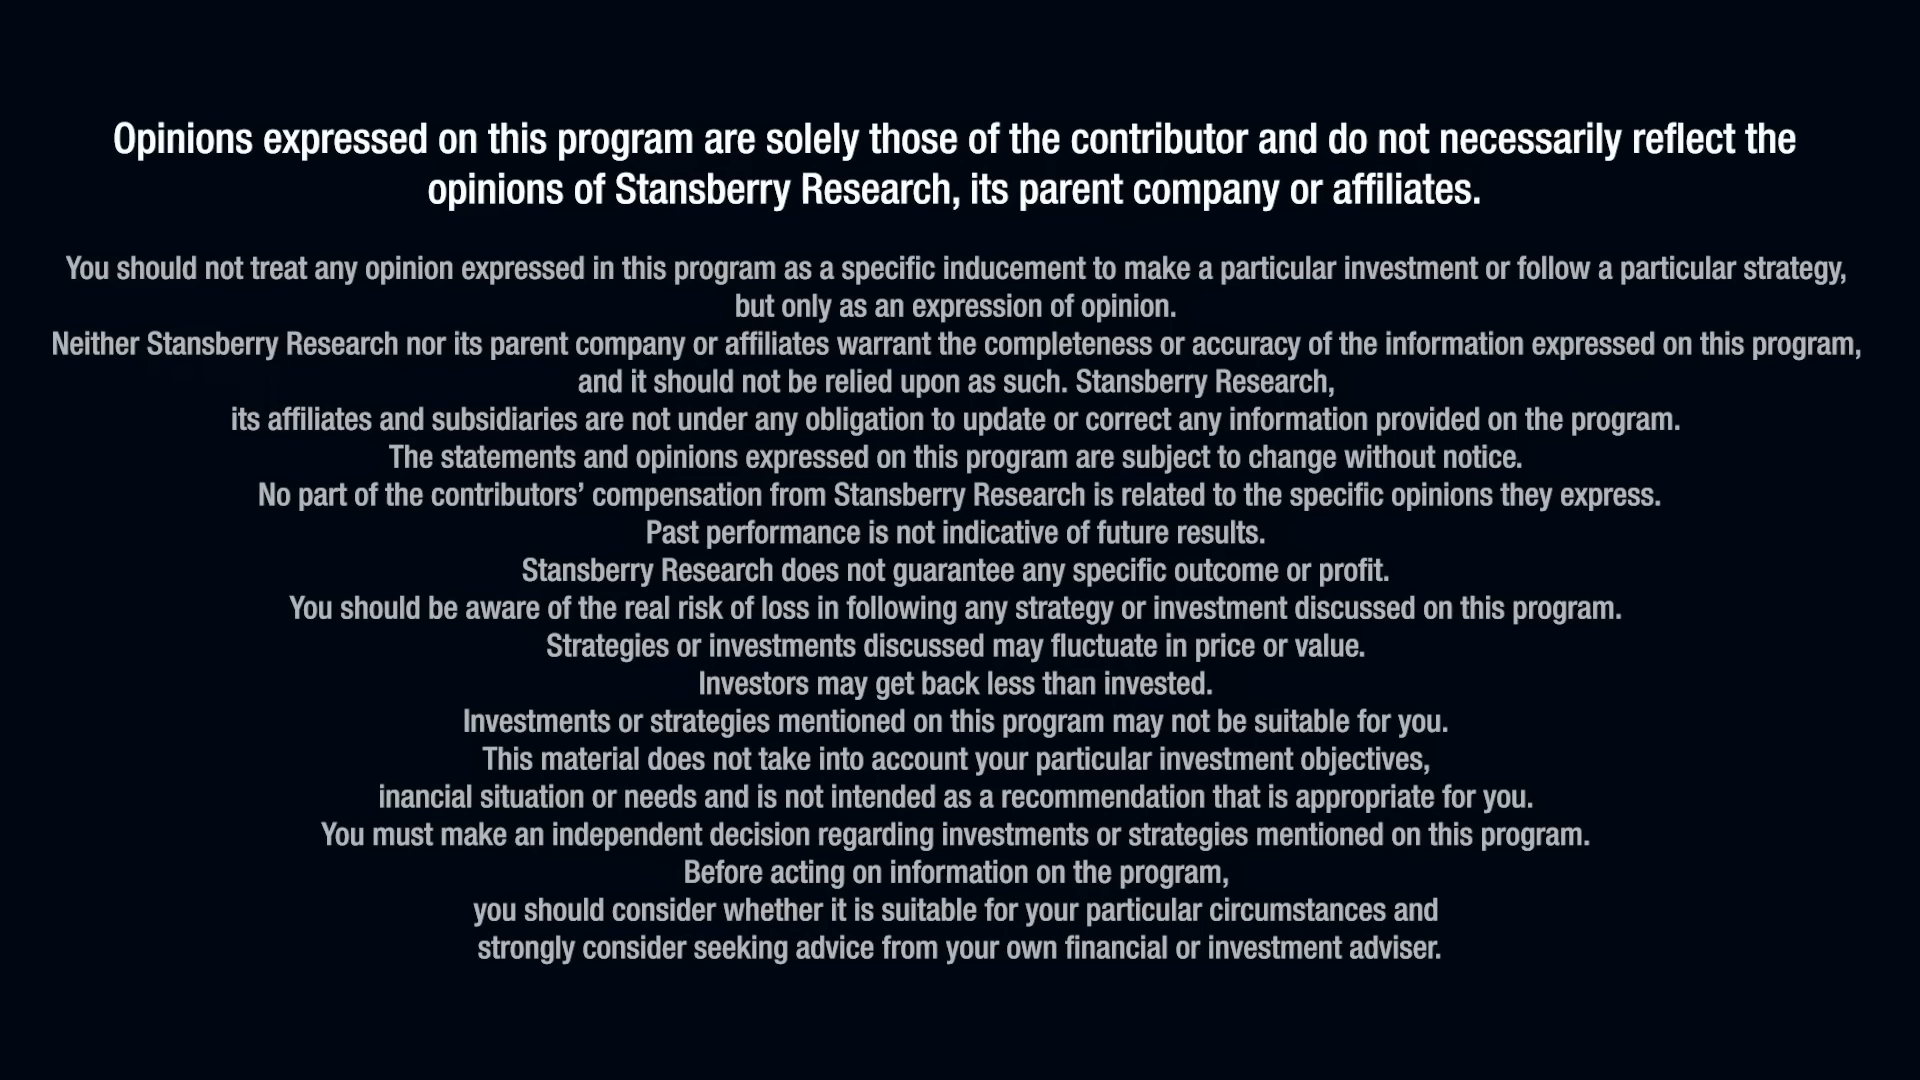 Opinions expressed on this program are solely those of the contributor and do not necessarily reflect the
opinions of Stansberry Research, its parent company or affiliates.
You should not treat any opinion expressed in this program as a specific inducement to make a particular investment or follow a particular strategy,
but only as an expression of opinion.
Neither Stansberry Research nor its parent company or affiliates warrant the completeness or accuracy of the information expressed on this program,
and it should not be relied upon as such. Stansberry Research,
its affiliates and subsidiaries are not under any obligation to update or correct any information provided on the program.
The statements and opinions expressed on this program are subject to change without notice.
No part of the contributors’ compensation from Stansberry Research is related to the specific opinions they express.
Past performance is not indicative of future results.
Stansberry Research does not guarantee any specific outcome or profit.
You should be aware of the real risk of loss in following any strategy or investment discussed on this program.
Strategies or investments discussed may fluctuate in price or value.
Investors may get back less than invested.
Investments or strategies mentioned on this program may not be suitable for you.
This material does not take into account your particular investment objectives,
inancial situation or needs and is not intended as a recommendation that is appropriate for you.
You must make an independent decision regarding investments or strategies mentioned on this program.
Before acting on information on the program,
you should consider whether it is suitable for your particular circumstances and
strongly consider seeking advice from your own financial or investment adviser.